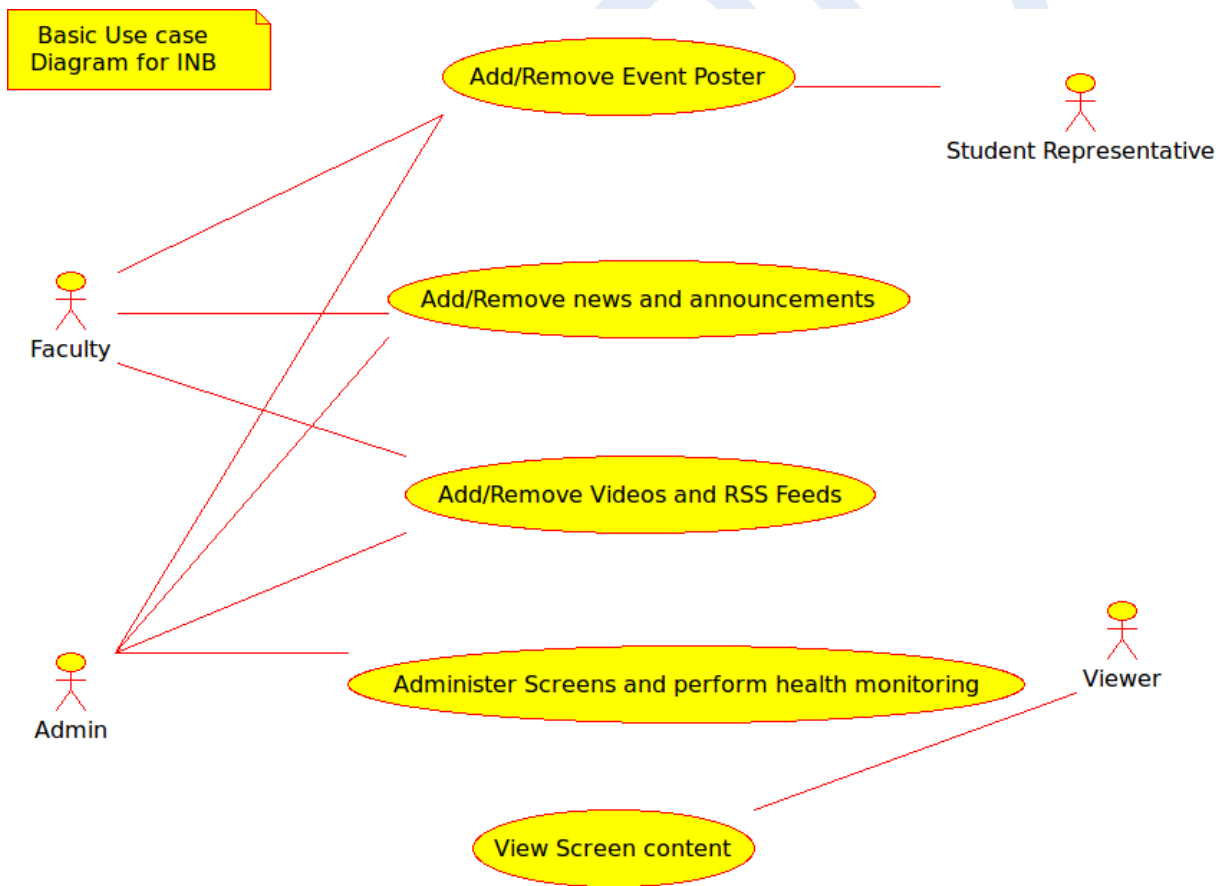 Basic Use case
Diagram for INB
Add/Remove Event Poster
Student Representative
Add/Remove news and announcements
Faculty
Add/Remove Videos and RSS Feeds
Administer Screens and perform health monitoring
Viewer
Admin
View Screen content